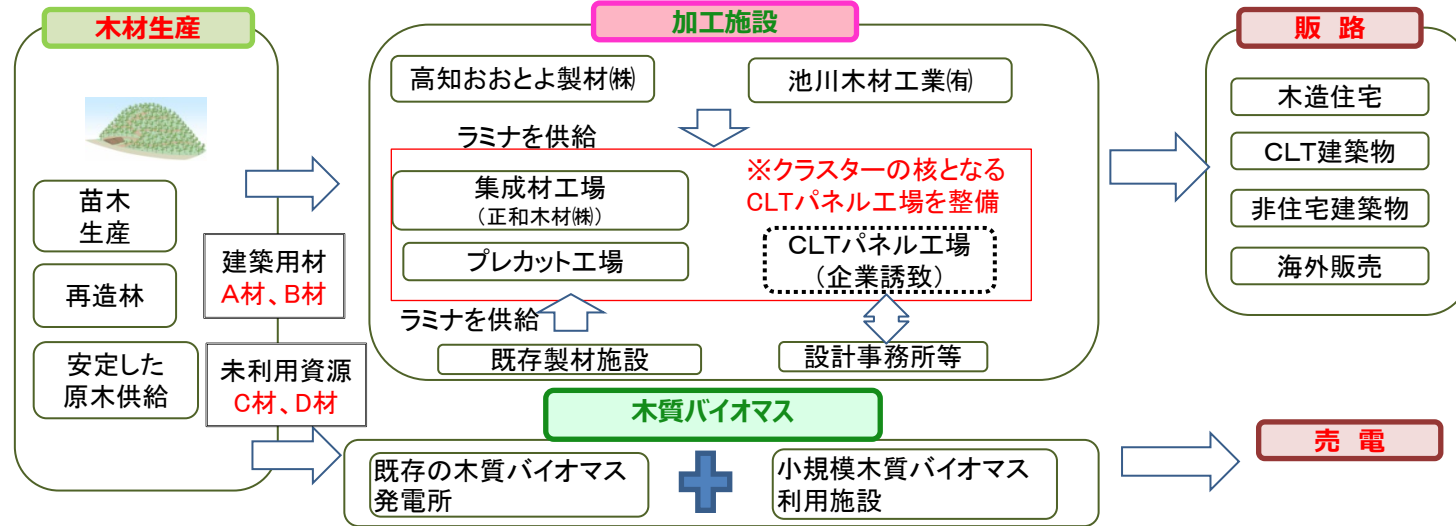 木材生産
苗木
生産
再造林
安定した
原木供給
建築用材
A材、B材
未利用資源
C材、D材
加工施設
高知おおとよ製材㈱
池川木材工業㈲
ラミナを供給
集成材工場
（正和木材㈱）
プレカット工場
※クラスターの核となる
CLTパネル工場を整備
CLTパネル工場
（企業誘致）
ラミナを供給
既存製材施設
設計事務所等
木質バイオマス
既存の木質バイオマス
発電所
小規模木質バイオマス
利用施設
販 路
木造住宅
CLT建築物
非住宅建築物
海外販売
売 電